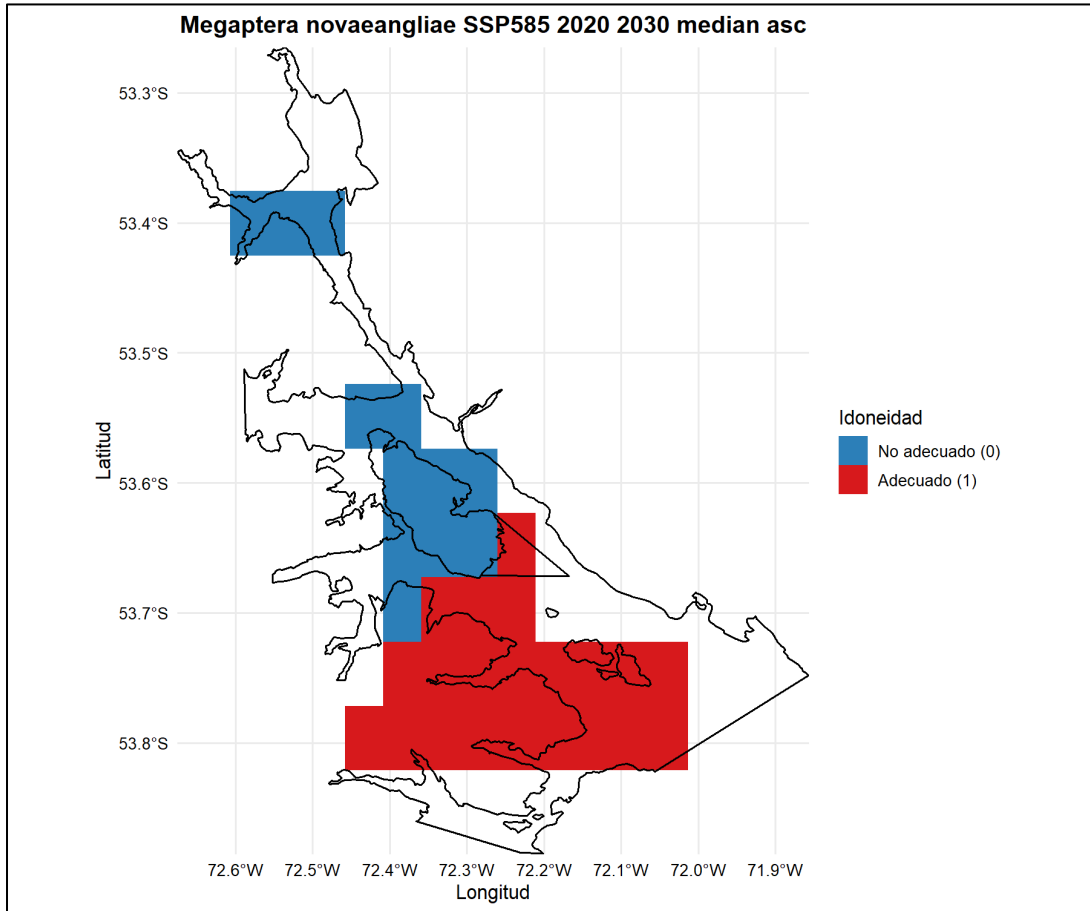 Megaptera novaeangliae SSP585 2020 2030 median asc
53.3°S
53.4°S
53.5°S
53.6°S
53.7°S
53.8°S
Latitud
72.6°W 72.5°W 72.4°W 72.3°W 72.2°W 72.1°W 72.0°W 71.9°W
Longitud
Idoneidad
No adecuado (0)
Adecuado (1)